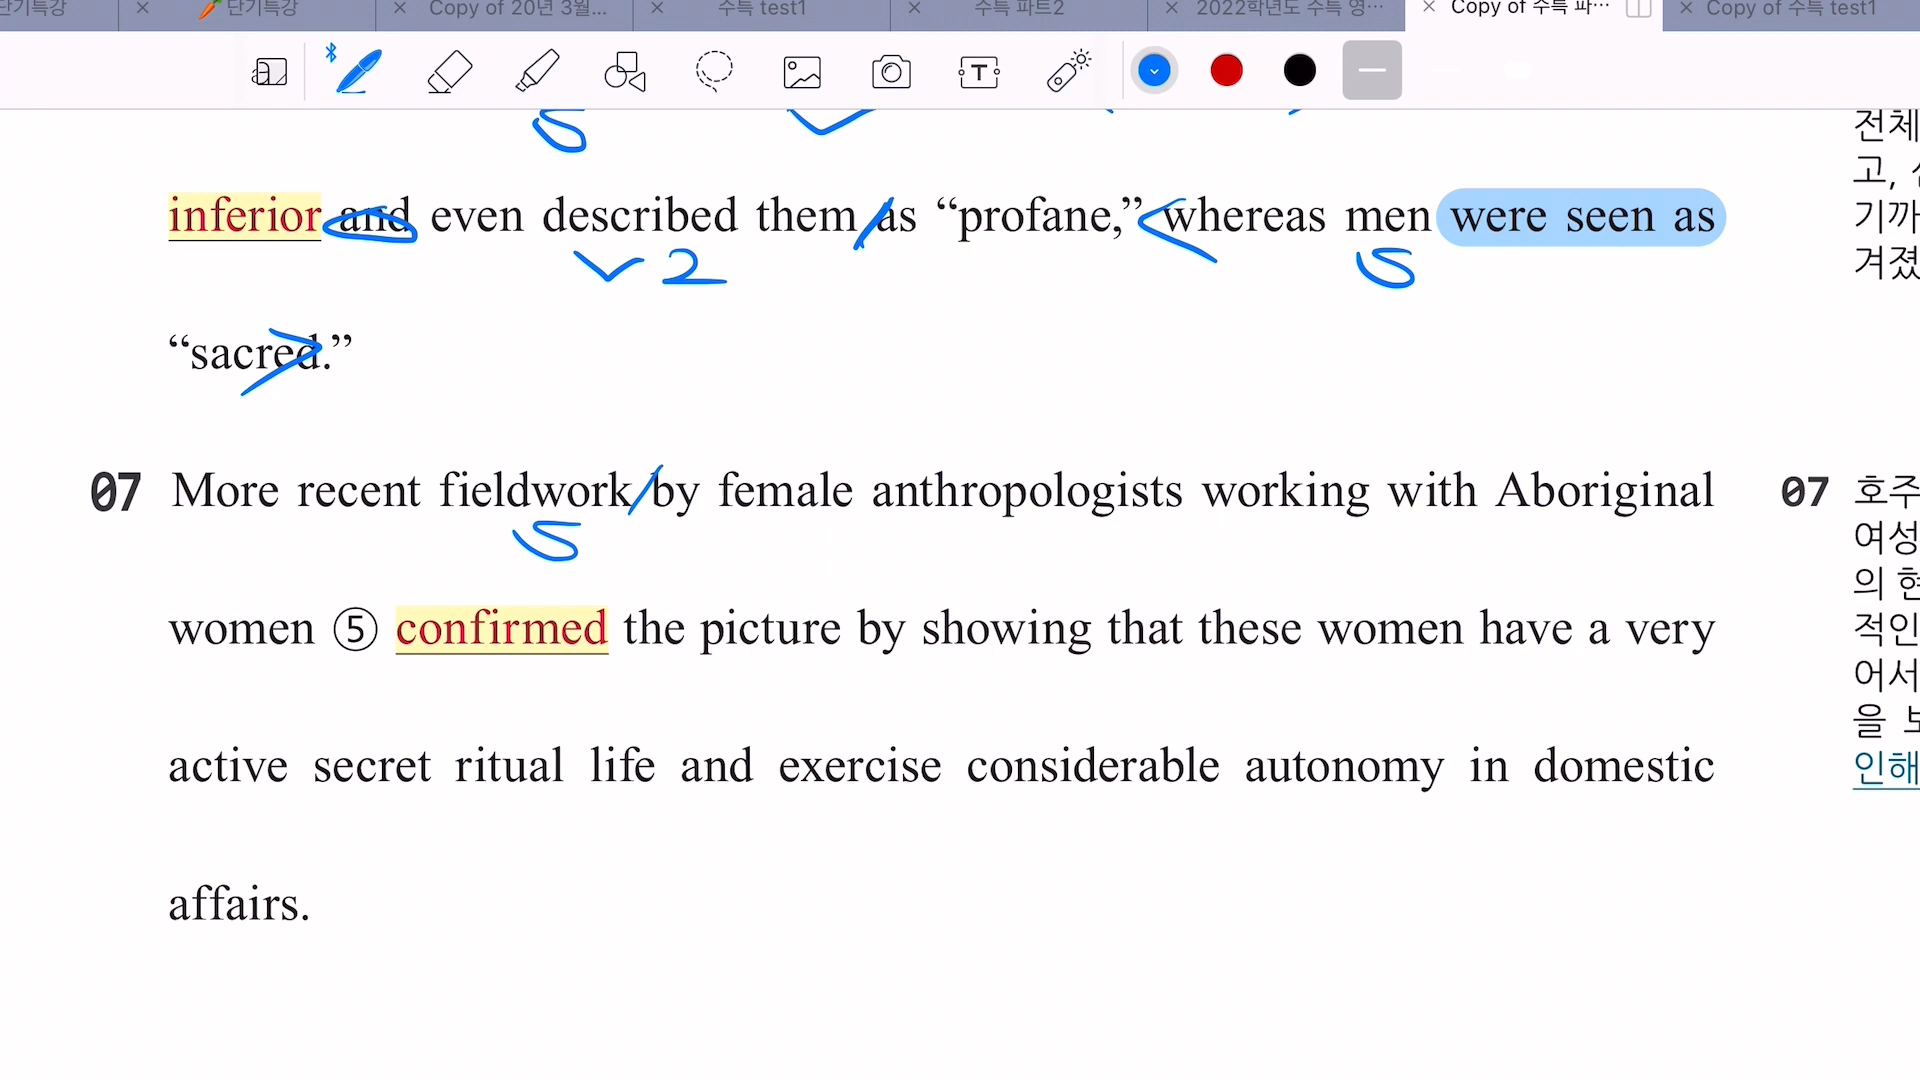 단기특강
단기특강
Copy of 20년 3월...
수특 test1
수특 파트2
2022학년도 수특 영...
Copy of 수특 파...
Copy of 수특 test1
inferior and even described them as “profane,” whereas men were seen as
S
2
S
“sacred.”
07 More recent fieldwork by female anthropologists working with Aboriginal
S
women ⑤ confirmed the picture by showing that these women have a very
active secret ritual life and exercise considerable autonomy in domestic
affairs.
전체
고,
기까
겨졌
07 호주
여성
의
적인
어서
을
인해